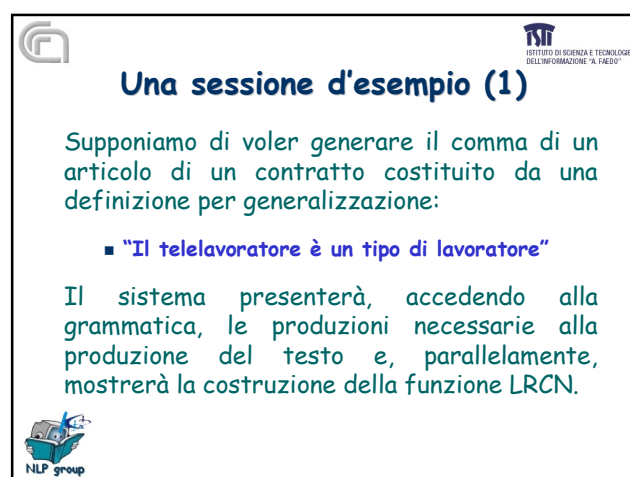 ISTI
ISTITUTO DI SCIENZA E TECNOLOGIE
DELL'INFORMAZIONE "A. FAEDO"
Una sessione d'esempio (1)
Supponiamo di voler generare il comma di un
articolo di un contratto costituito da una
definizione per generalizzazione:
"Il telelavoratore è un tipo di lavoratore"
Il sistema presenterà, accedendo alla
grammatica, le produzioni necessarie alla
produzione del testo e, parallelamente,
mostrerà la costruzione della funzione LRCN.
NLP group